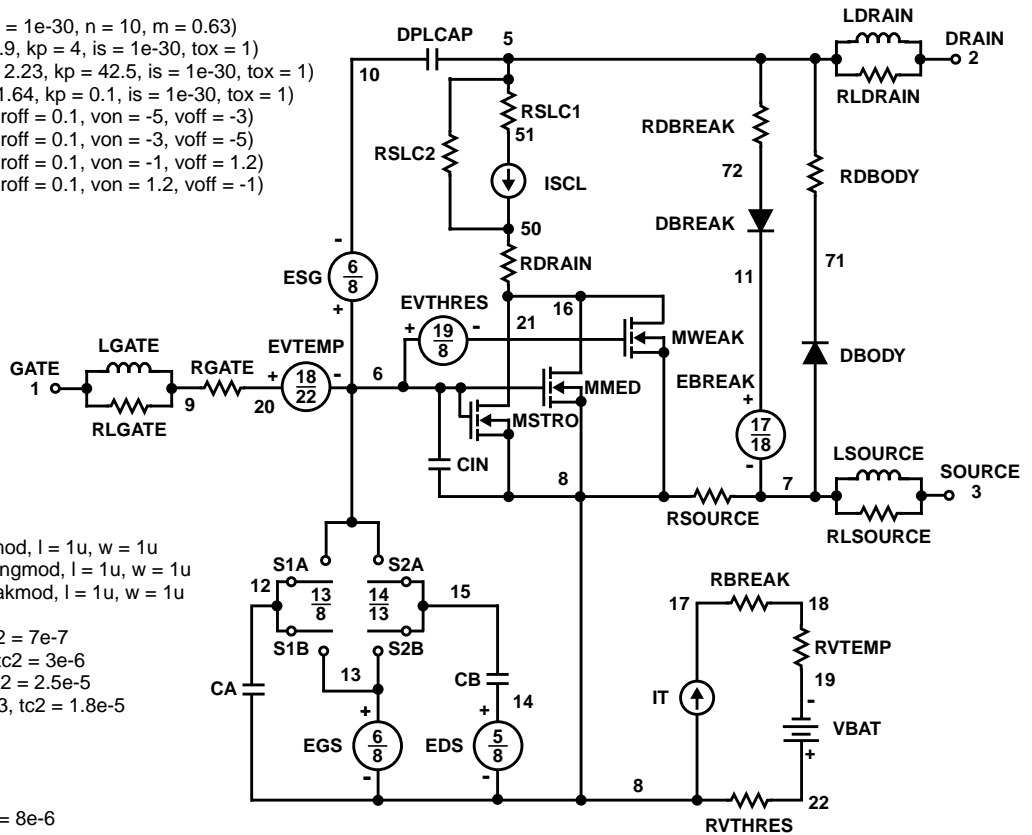 = 1e-30, n = 10, m = 0.63)
.9, kp = 4, is = 1e-30, tox = 1)
2.23, kp = 42.5, is = 1e-30, tox = 1)
1.64, kp = 0.1, is = 1e-30, tox = 1)
roff = 0.1, von = -5, voff = -3)
roff = 0.1, von = -3, voff = -5)
roff = 0.1, von = -1, voff = 1.2)
roff = 0.1, von = 1.2, voff = -1)
LDRAIN
DPLCAP
5
DRAIN
2
10
RLDRAIN
RSLC1
51
RDBREAK
RSLC2
72
ISCL
RDBODY
50
DBREAK
-
6
8
ESG
+
RDRAIN
71
11
EVTHRES
16
21
+
19
8
-
MWEAK
LGATE
EVTEMP
GATE
1
RGATE
+
18
22
-
6
DBODY
EBREAK
+
MMED
9
20
MSTRO
RLGATE
17
18
-
LSOURCE
CIN
8
7
SOURCE
3
RSOURCE
RLSOURCE
mod, l = 1u, w = 1u
ngmod, l = 1u, w = 1u
akmod, l = 1u, w = 1u
S1A
S2A
12
13
8
14
13
15
RBREAK
17
18
2 = 7e-7
tc2 = 3e-6
2 = 2.5e-5
3, tc2 = 1.8e-5
S1B
S2B
RVTEMP
13
CB
CA
14
19
IT
-
+
+
EGS
6
8
EDS
5
8
VBAT
-
-
+
8
22
= 8e-6
RVTHRES